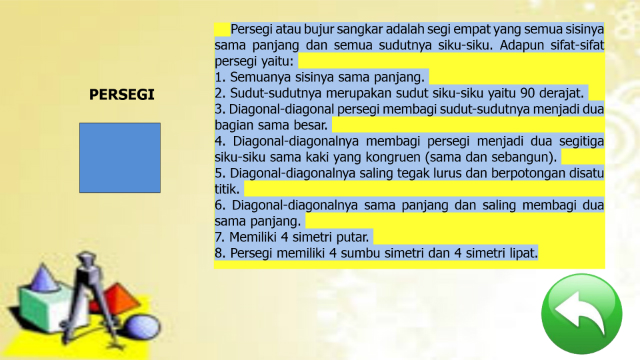 PERSEGI
Persegi atau bujur sangkar adalah segi empat yang semua sisinya
sama panjang dan semua sudutnya siku-siku. Adapun sifat-sifat
persegi yaitu:
1. Semuanya sisinya sama panjang.
2. Sudut-sudutnya merupakan sudut siku-siku yaitu 90 derajat.
3. Diagonal-diagonal persegi membagi sudut-sudutnya menjadi dua
bagian sama besar.
4. Diagonal-diagonalnya membagi persegi menjadi dua segitiga
siku-siku sama kaki yang kongruen (sama dan sebangun).
5. Diagonal-diagonalnya saling tegak lurus dan berpotongan disatu
titik.
6. Diagonal-diagonalnya sama panjang dan saling membagi dua
sama panjang.
7. Memiliki 4 simetri putar.
8. Persegi memiliki 4 sumbu simetri dan 4 simetri lipat.